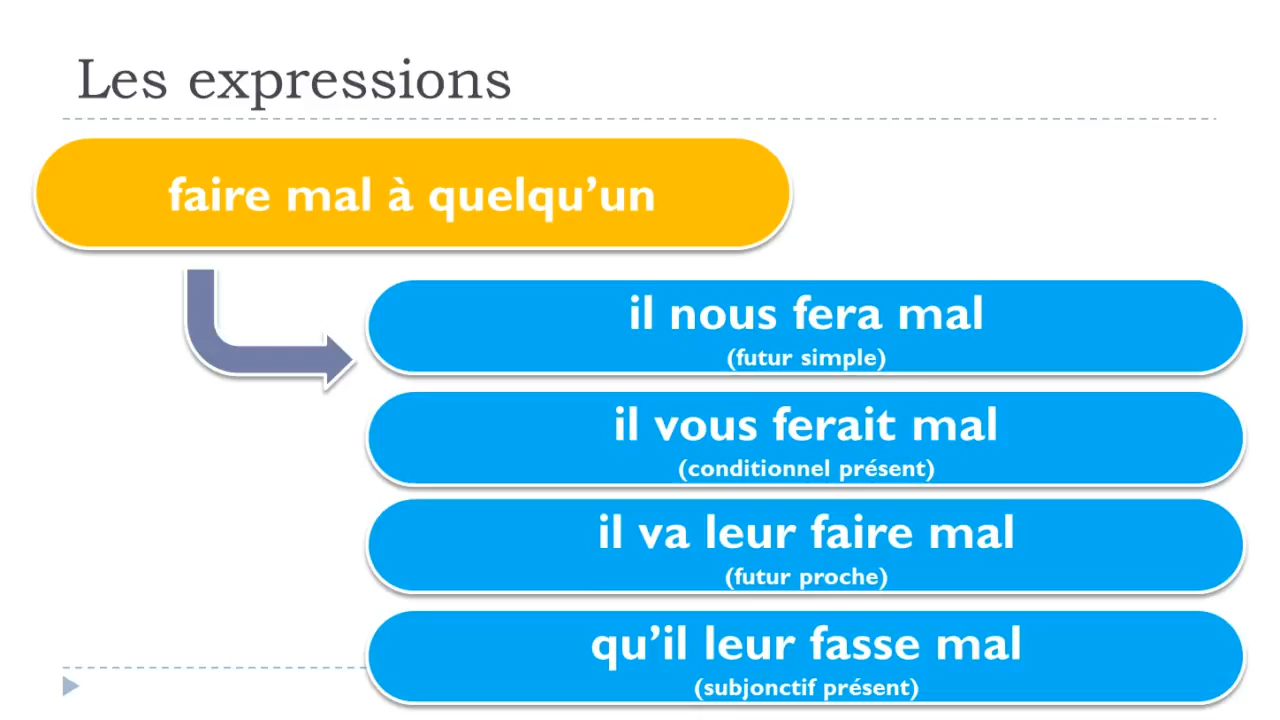 Les expressions
faire mal à quelqu’un
il nous fera mal
(futur simple)
il vous ferait mal
(conditionnel présent)
il va leur faire mal
(futur proche)
qu’il leur fasse mal
(subjonctif présent)